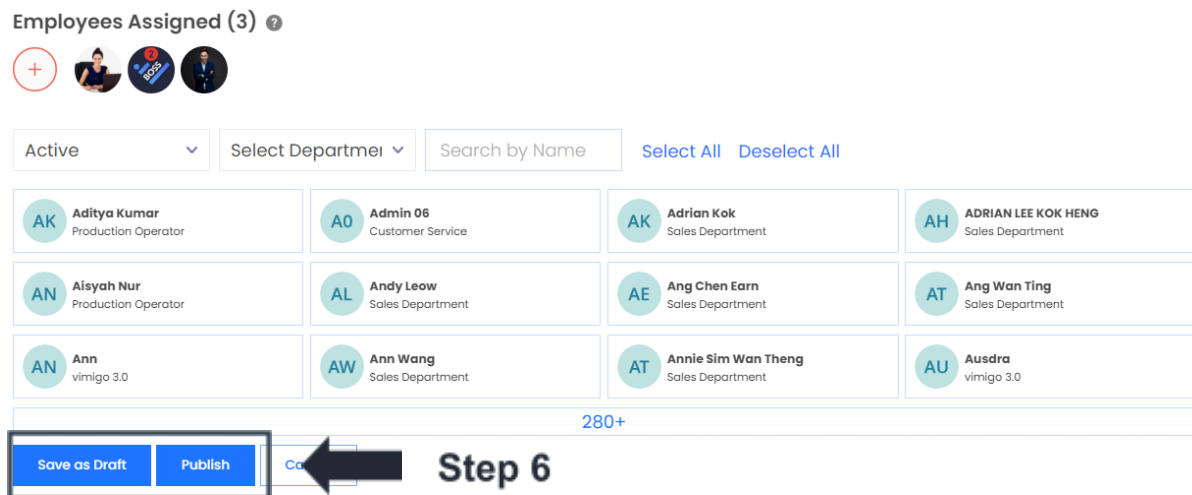 Employees Assigned (3) ?
+ 2 BOSS
Active Select Departmer Search by Name Select All Deselect All
AK Aditya Kumar A0 Admin 06 AK Adrian Kok AH ADRIAN LEE KOK HENG
Production Operator Customer Service Sales Department Sales Department
AN Aisyah Nur AL Andy Leow AE Ang Chen Earn AT Ang Wan Ting
Production Operator Sales Department Sales Department Sales Department
AN Ann AW Ann Wang AT Annie Sim Wan Theng AU Ausdra
vimigo 3.0 Sales Department Sales Department vimigo 3.0
280+
Save as Draft Publish Step 6